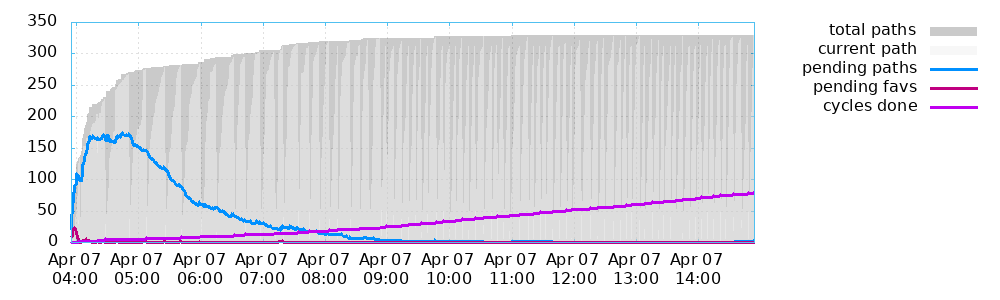 350
300
250
200
150
100
50
0
Apr 07 Apr 07 Apr 07 Apr 07 Apr 07 Apr 07 Apr 07 Apr 07 Apr 07 Apr 07 Apr 07
04:00 05:00 06:00 07:00 08:00 09:00 10:00 11:00 12:00 13:00 14:00
total paths
current path
pending paths
pending favs
cycles done